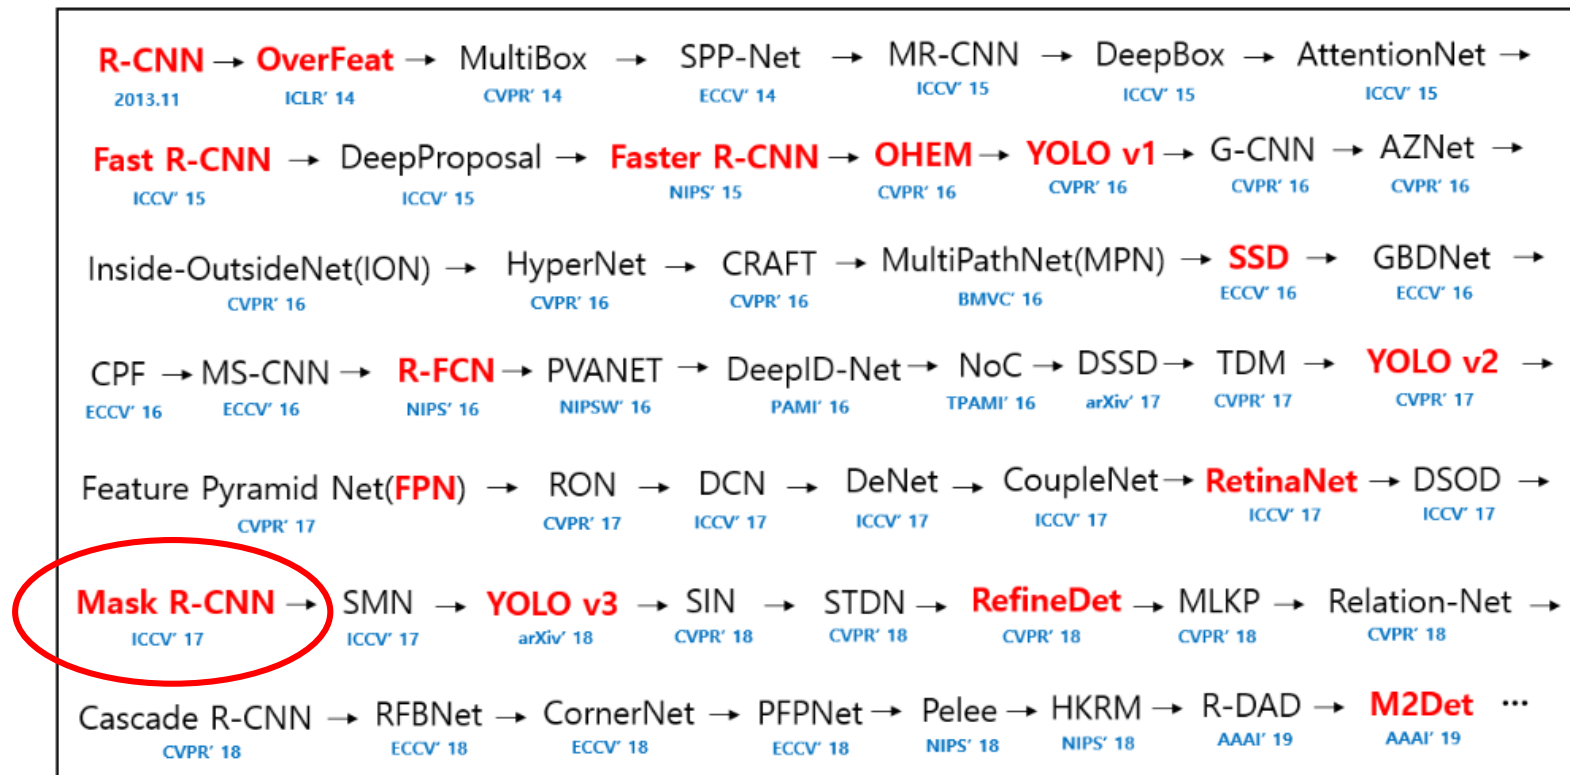 R-CNN → OverFeat → MultiBox → SPP-Net → MR-CNN → DeepBox → AttentionNet →
2013.11 ICLR' 14 CVPR' 14 ECCV' 14 ICCV' 15 ICCV' 15 ICCV' 15
Fast R-CNN → DeepProposal → Faster R-CNN → OHEM → YOLO v1 → G-CNN → AZNet →
ICCV' 15 ICCV' 15 NIPS' 15 CVPR' 16 CVPR' 16 CVPR' 16 CVPR' 16
Inside-OutsideNet(ION) → HyperNet → CRAFT → MultiPathNet(MPN) → SSD → GBDNet →
CVPR' 16 CVPR' 16 CVPR' 16 BMVC' 16 ECCV' 16 ECCV' 16
CPF → MS-CNN → R-FCN → PVANET → DeepID-Net → NoC → DSSD → TDM → YOLO v2 →
ECCV' 16 ECCV' 16 NIPS' 16 NIPSW' 16 PAMI' 16 TPAMI' 16 arXiv' 17 CVPR' 17 CVPR' 17
Feature Pyramid Net(FPN) → RON → DCN → DeNet → CoupleNet → RetinaNet → DSOD →
CVPR' 17 CVPR' 17 ICCV' 17 ICCV' 17 ICCV' 17 ICCV' 17 ICCV' 17
Mask R-CNN → SMN → YOLO v3 → SIN → STDN → RefineDet → MLKP → Relation-Net →
ICCV' 17 ICCV' 17 arXiv' 18 CVPR' 18 CVPR' 18 CVPR' 18 CVPR' 18 CVPR' 18
Cascade R-CNN → RFBNet → CornerNet → PFPNet → Pelee → HKRM → R-DAD → M2Det ···
CVPR' 18 ECCV' 18 ECCV' 18 ECCV' 18 NIPS' 18 NIPS' 18 AAAI' 19 AAAI' 19